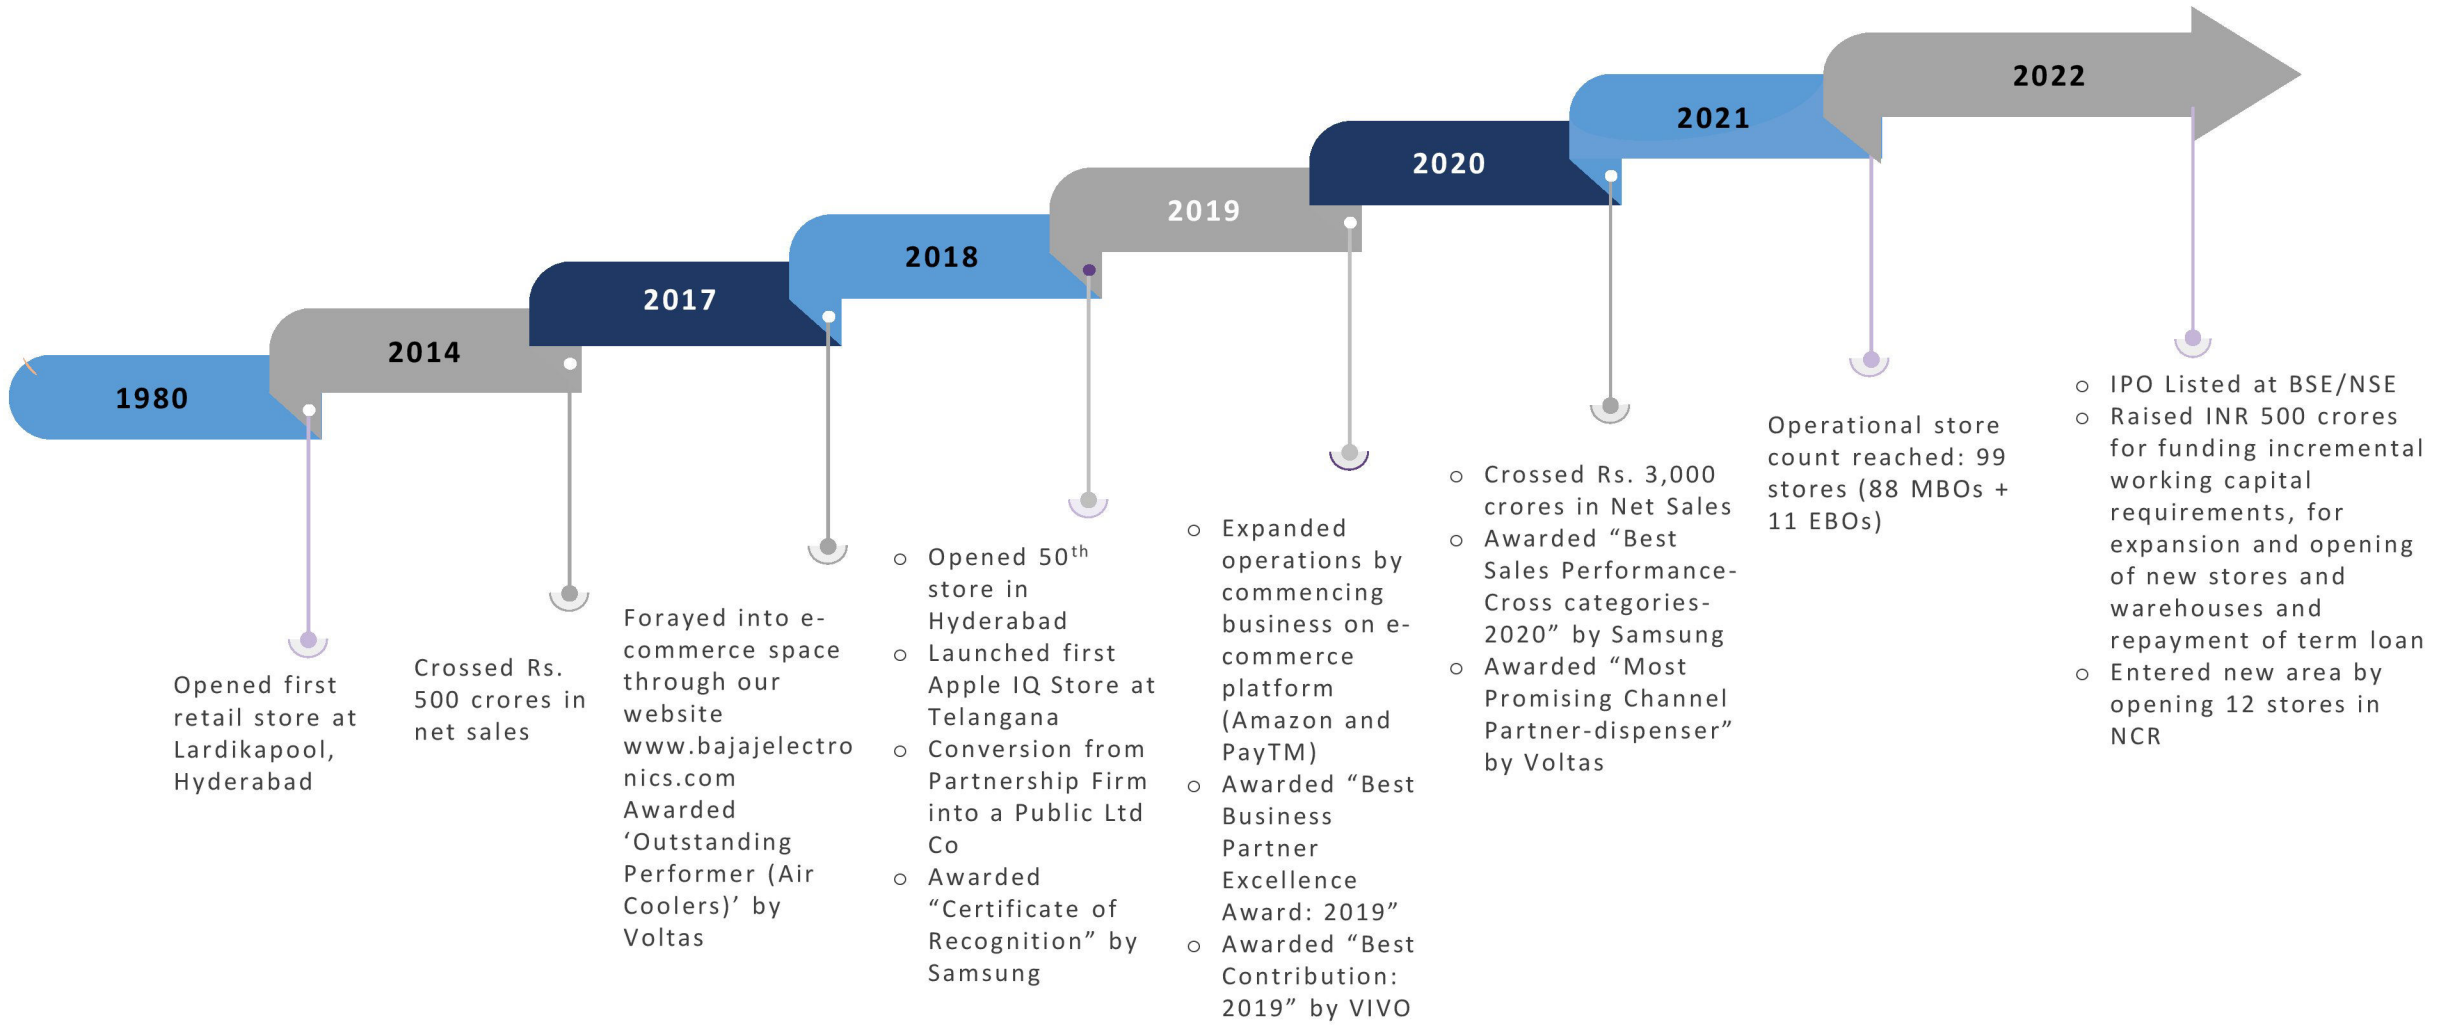 1980
Opened first
retail store at
Lardikapool,
Hyderabad
2014
Crossed Rs.
500 crores in
net sales
2017
Forayed into e-
commerce space
through our
website
www.bajajelectro
nics.com
Awarded
‘Outstanding
Performer (Air
Coolers)’ by
Voltas
2018
o Opened 50th
store in
Hyderabad
o Launched first
Apple IQ Store at
Telangana
o Conversion from
Partnership Firm
into a Public Ltd
Co
o Awarded
“Certificate of
Recognition” by
Samsung
2019
o Expanded
operations by
commencing
business on e-
commerce
platform
(Amazon and
PayTM)
o Awarded “Best
Business
Partner
Excellence
Award: 2019”
o Awarded “Best
Contribution:
2019” by VIVO
2020
o Crossed Rs. 3,000
crores in Net Sales
o Awarded “Best
Sales Performance-
Cross categories-
2020” by Samsung
o Awarded “Most
Promising Channel
Partner-dispenser”
by Voltas
2021
Operational store
count reached: 99
stores (88 MBOs +
11 EBOs)
2022
o IPO Listed at BSE/NSE
o Raised INR 500 crores
for funding incremental
working capital
requirements, for
expansion and opening
of new stores and
warehouses and
repayment of term loan
o Entered new area by
opening 12 stores in
NCR